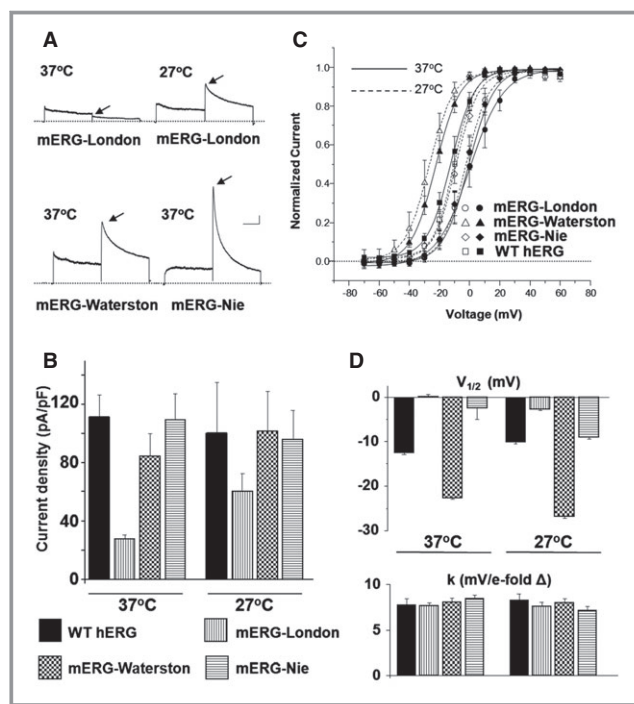 A
37°C
27°C
mERG-London
mERG-London
37°C
37°C
mERG-Waterston
mERG-Nie
C
Normalized Current
1.0
0.8
0.6
0.4
0.2
0.0
37°C
27°C
mERG-London
mERG-Waterston
mERG-Nie
WT hERG
-80 -60 -40 -20 0 20 40 60 80
Voltage (mV)
B
Current density (pA/pF)
120
80
40
0
37°C
27°C
WT hERG
mERG-London
mERG-Waterston
mERG-Nie
D
V1/2 (mV)
0
-10
-20
-30
37°C
27°C
k (mV/e-fold Δ)
10
5
0